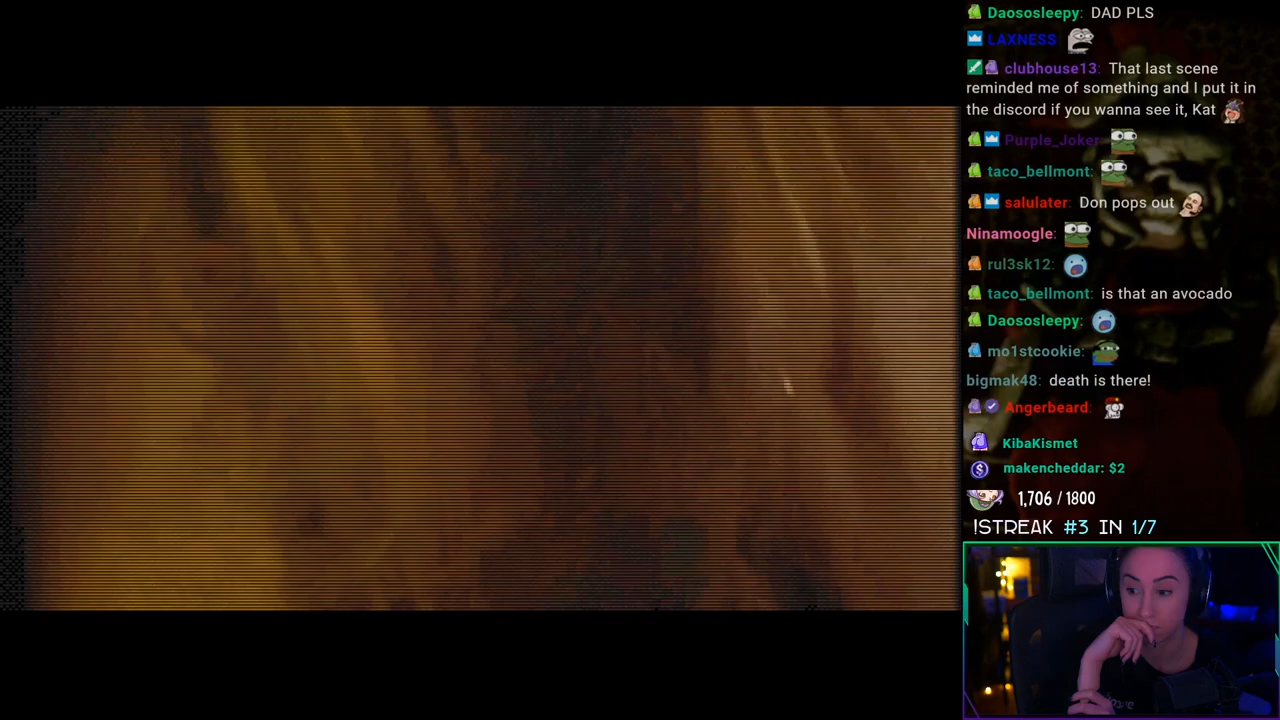 Daososleepy: DAD PLS
LAXNESS
clubhouse13: That last scene
reminded me of something and I put it in
the discord if you wanna see it, Kat
Purple_Joker:
taco_bellmont:
salulater: Don pops out
Ninamoogle:
rul3sk12:
taco_bellmont: is that an avocado
Daososleepy:
mo1stcookie:
bigmak48: death is there!
Angerbeard:
KibaKismet
makencheddar: $2
1,706 / 1800
!STREAK #3 IN 1/7